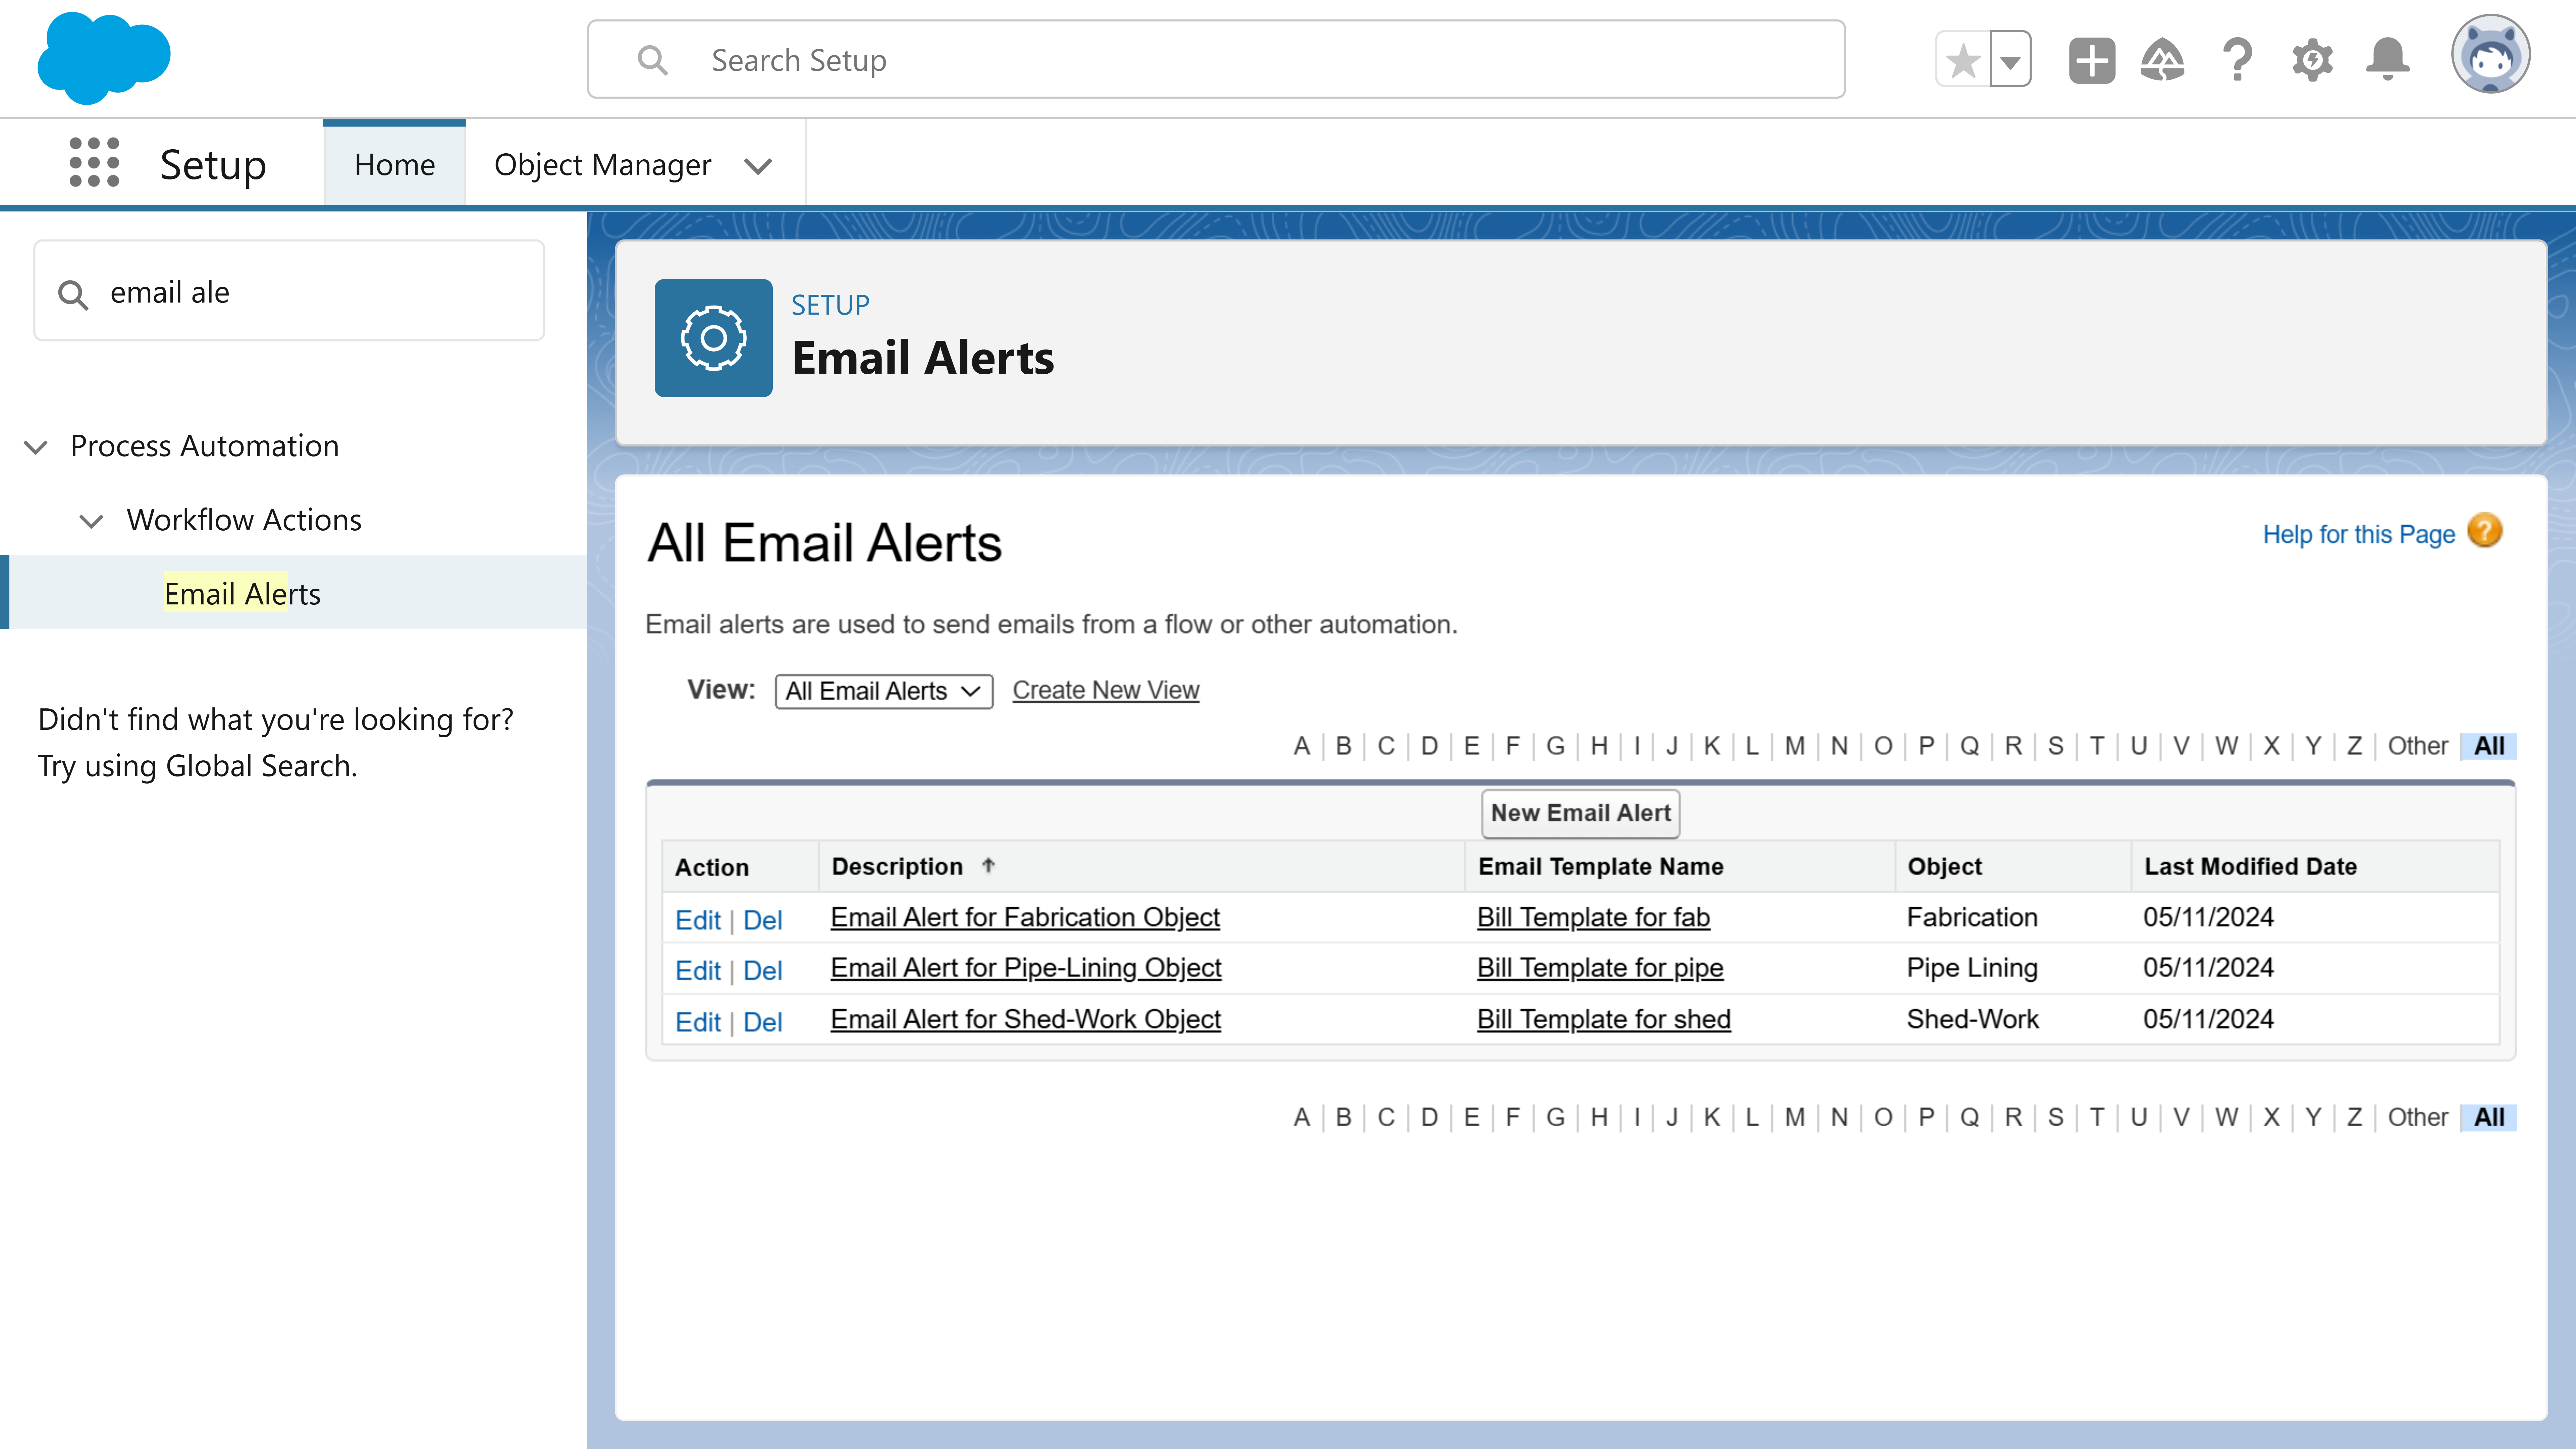 Search Setup
Setup
Home
Object Manager
email ale
SETUP
Email Alerts
Process Automation
Workflow Actions
Email Alerts
Didn't find what you're looking for?
Try using Global Search.
All Email Alerts
Help for this Page ?
Email alerts are used to send emails from a flow or other automation.
View: All Email Alerts Create New View
A | B | C | D | E | F | G | H | I | J | K | L | M | N | O | P | Q | R | S | T | U | V | W | X | Y | Z | Other | All
New Email Alert
Action Description Email Template Name Object Last Modified Date
Edit | Del Email Alert for Fabrication Object Bill Template for fab Fabrication 05/11/2024
Edit | Del Email Alert for Pipe-Lining Object Bill Template for pipe Pipe Lining 05/11/2024
Edit | Del Email Alert for Shed-Work Object Bill Template for shed Shed-Work 05/11/2024
A | B | C | D | E | F | G | H | I | J | K | L | M | N | O | P | Q | R | S | T | U | V | W | X | Y | Z | Other | All